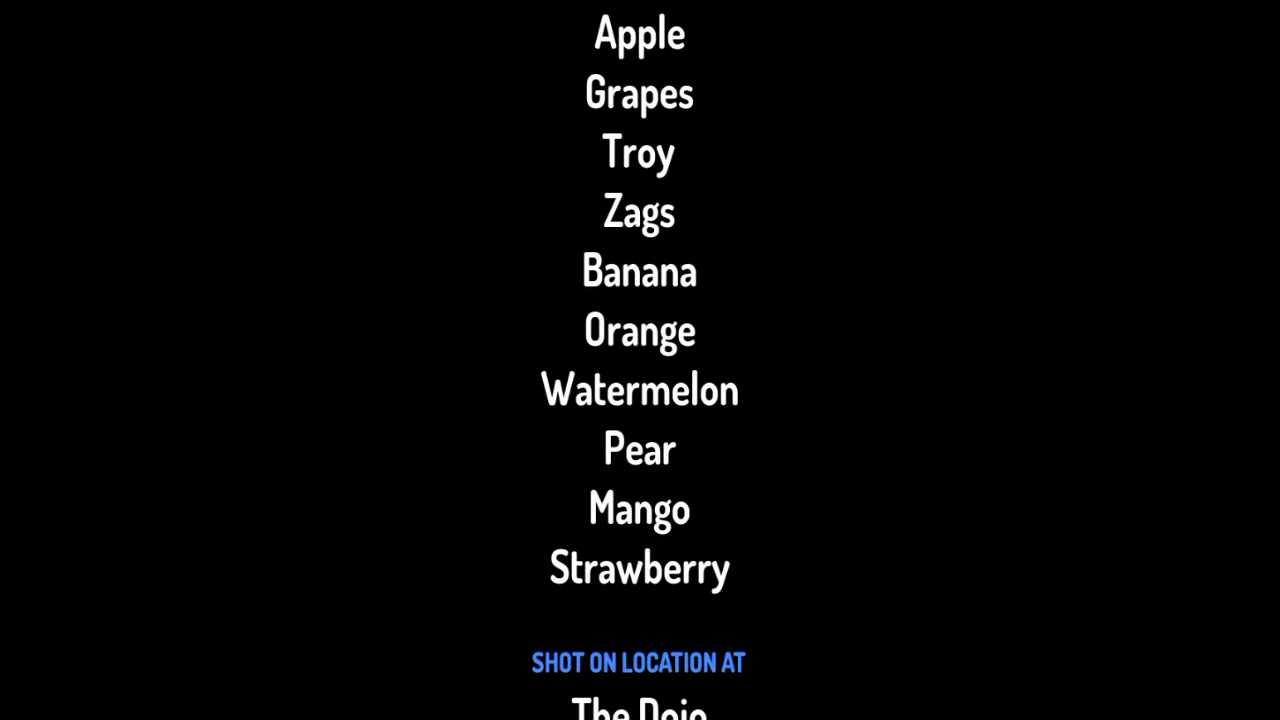 Apple
Grapes
Troy
Zags
Banana
Orange
Watermelon
Pear
Mango
Strawberry
SHOT ON LOCATION AT
The Dojo